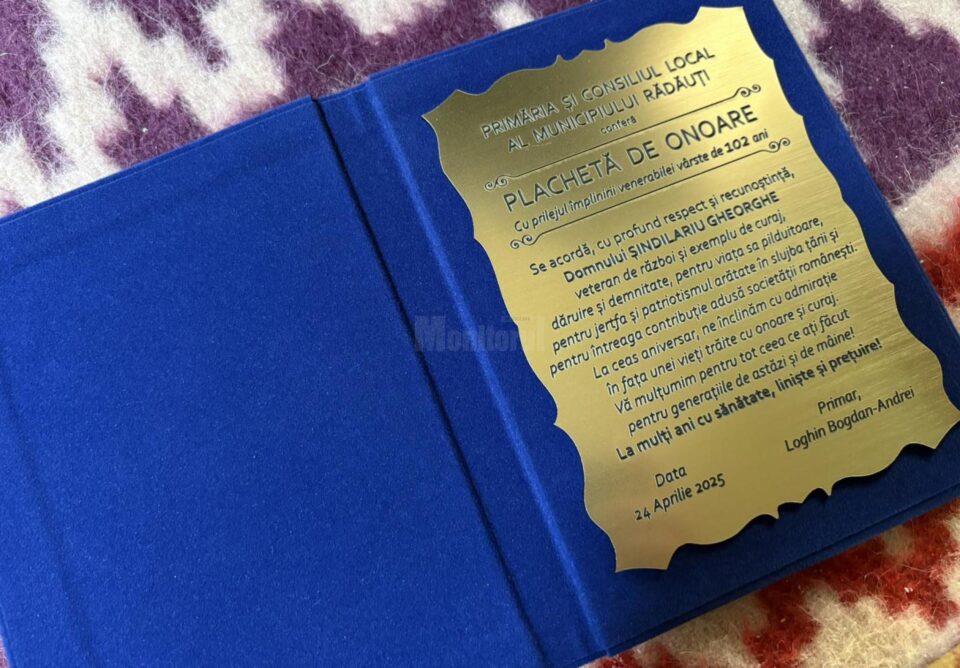 PRIMĂRIA ȘI CONSILIUL LOCAL
AL MUNICIPIULUI RĂDĂUȚI
conferă
PLACHETĂ DE ONOARE
Cu prilejul împlinirii venerabilei vârste de 102 ani
Se acordă, cu profund respect și recunoștință,
Domnului ȘINDILARIU GHEORGHE
veteran de război și exemplu de curaj,
dăruire și demnitate, pentru viața sa pilduitoare,
pentru jertfa și patriotismul arătate în slujba țării și
pentru întreaga contribuție adusă societății românești.
La ceas aniversar, ne înclinăm cu admirație
în fața unei vieți trăite cu onoare și curaj.
Vă mulțumim pentru tot ceea ce ați făcut
pentru generațiile de astăzi și de mâine!
La mulți ani cu sănătate, liniște și prețuire!
Primar,
Loghin Bogdan-Andrei
Data
24 Aprilie 2025
Monitorul